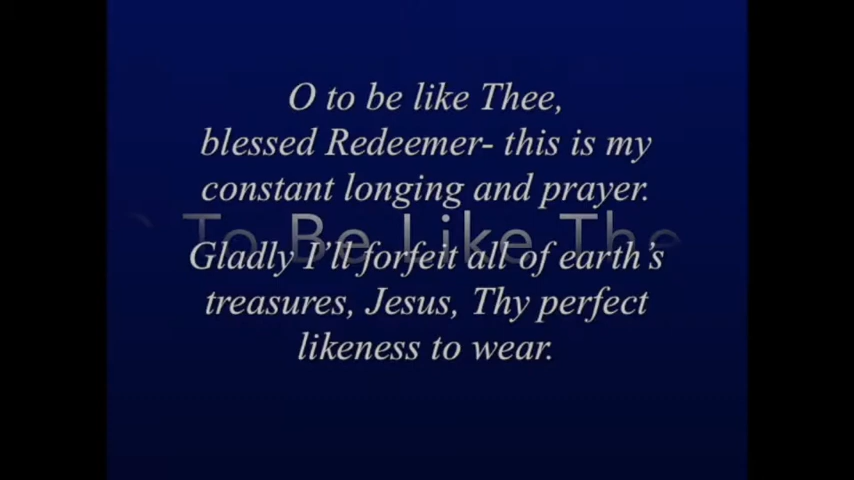 O to be like Thee,
blessed Redeemer- this is my
constant longing and prayer.
To Be Like The
Gladly I'll forfeit all of earth's
treasures, Jesus, Thy perfect
likeness to wear.